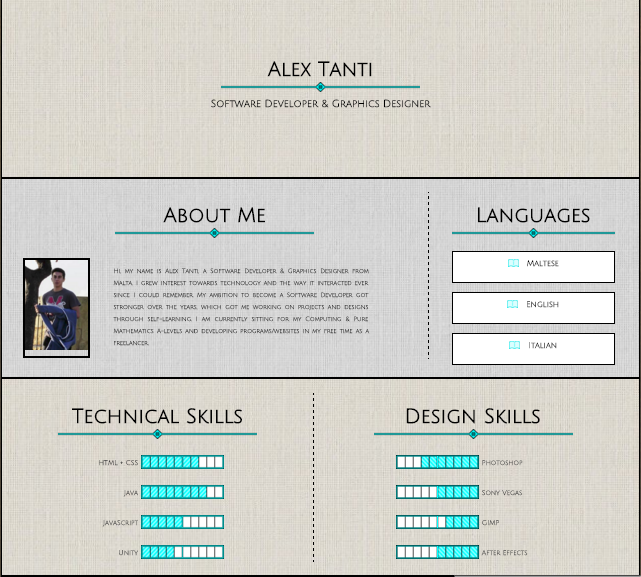 Alex Tanti
Software Developer & Graphics Designer
About Me
Hi, my name is Alex Tanti, a Software Developer & Graphics Designer from
Malta. I grew interest towards technology and the way it interacted ever
since I could remember. My ambition to become a Software Developer got
stronger over the years, which got me working on projects and designs
through self-learning. I am currently sitting for my Computing & Pure
Mathematics A-levels and developing programs/websites in my free time as a
freelancer.
Languages
Maltese
English
Italian
Technical Skills
HTML + CSS
Java
JavaScript
Unity
Design Skills
Photoshop
Sony Vegas
GIMP
After Effects